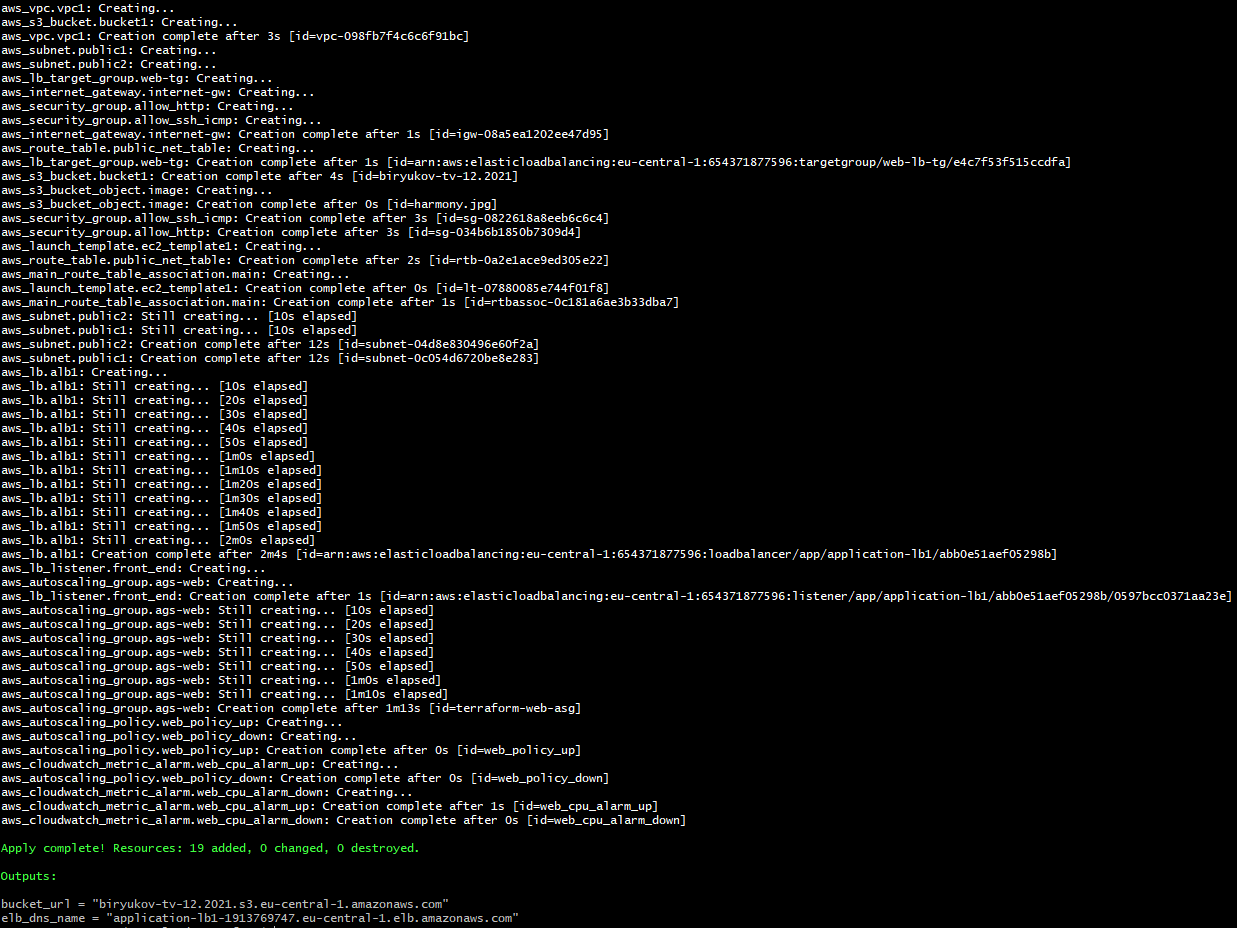 aws_vpc.vpc1: Creating...
aws_s3_bucket.bucket1: Creating...
aws_vpc.vpc1: Creation complete after 3s [id=vpc-098fb7f4c6c6f91bc]
aws_subnet.public1: Creating...
aws_subnet.public2: Creating...
aws_lb_target_group.web-tg: Creating...
aws_internet_gateway.internet-gw: Creating...
aws_security_group.allow_http: Creating...
aws_security_group.allow_ssh_icmp: Creating...
aws_internet_gateway.internet-gw: Creation complete after 1s [id=igw-08a5ea1202ee47d95]
aws_route_table.public_net_table: Creating...
aws_lb_target_group.web-tg: Creation complete after 1s [id=arn:aws:elasticloadbalancing:eu-central-1:654371877596:targetgroup/web-lb-tg/e4c7f53f515ccdfa]
aws_s3_bucket.bucket1: Creation complete after 4s [id=biryukov-tv-12.2021]
aws_s3_bucket_object.image: Creating...
aws_s3_bucket_object.image: Creation complete after 0s [id=harmony.jpg]
aws_security_group.allow_ssh_icmp: Creation complete after 3s [id=sg-0822618a8eeb6c6c4]
aws_security_group.allow_http: Creation complete after 3s [id=sg-034b6b1850b7309d4]
aws_launch_template.ec2_template1: Creating...
aws_route_table.public_net_table: Creation complete after 2s [id=rtb-0a2e1ace9ed305e22]
aws_main_route_table_association.main: Creating...
aws_launch_template.ec2_template1: Creation complete after 0s [id=lt-07880085e744f01f8]
aws_main_route_table_association.main: Creation complete after 1s [id=rtbassoc-0c181a6ae3b33dba7]
aws_subnet.public2: Still creating... [10s elapsed]
aws_subnet.public1: Still creating... [10s elapsed]
aws_subnet.public2: Creation complete after 12s [id=subnet-04d8e830496e60f2a]
aws_subnet.public1: Creation complete after 12s [id=subnet-0c054d6720be8e283]
aws_lb.alb1: Creating...
aws_lb.alb1: Still creating... [10s elapsed]
aws_lb.alb1: Still creating... [20s elapsed]
aws_lb.alb1: Still creating... [30s elapsed]
aws_lb.alb1: Still creating... [40s elapsed]
aws_lb.alb1: Still creating... [50s elapsed]
aws_lb.alb1: Still creating... [1m0s elapsed]
aws_lb.alb1: Still creating... [1m10s elapsed]
aws_lb.alb1: Still creating... [1m20s elapsed]
aws_lb.alb1: Still creating... [1m30s elapsed]
aws_lb.alb1: Still creating... [1m40s elapsed]
aws_lb.alb1: Still creating... [1m50s elapsed]
aws_lb.alb1: Still creating... [2m0s elapsed]
aws_lb.alb1: Creation complete after 2m4s [id=arn:aws:elasticloadbalancing:eu-central-1:654371877596:loadbalancer/app/application-lb1/abb0e51aef05298b]
aws_lb_listener.front_end: Creating...
aws_autoscaling_group.ags-web: Creating...
aws_lb_listener.front_end: Creation complete after 1s [id=arn:aws:elasticloadbalancing:eu-central-1:654371877596:listener/app/application-lb1/abb0e51aef05298b/0597bcc0371aa23e]
aws_autoscaling_group.ags-web: Still creating... [10s elapsed]
aws_autoscaling_group.ags-web: Still creating... [20s elapsed]
aws_autoscaling_group.ags-web: Still creating... [30s elapsed]
aws_autoscaling_group.ags-web: Still creating... [40s elapsed]
aws_autoscaling_group.ags-web: Still creating... [50s elapsed]
aws_autoscaling_group.ags-web: Still creating... [1m0s elapsed]
aws_autoscaling_group.ags-web: Still creating... [1m10s elapsed]
aws_autoscaling_group.ags-web: Creation complete after 1m13s [id=terraform-web-asg]
aws_autoscaling_policy.web_policy_up: Creating...
aws_autoscaling_policy.web_policy_down: Creating...
aws_autoscaling_policy.web_policy_up: Creation complete after 0s [id=web_policy_up]
aws_cloudwatch_metric_alarm.web_cpu_alarm_up: Creating...
aws_autoscaling_policy.web_policy_down: Creation complete after 0s [id=web_policy_down]
aws_cloudwatch_metric_alarm.web_cpu_alarm_down: Creating...
aws_cloudwatch_metric_alarm.web_cpu_alarm_up: Creation complete after 1s [id=web_cpu_alarm_up]
aws_cloudwatch_metric_alarm.web_cpu_alarm_down: Creation complete after 0s [id=web_cpu_alarm_down]
Apply complete! Resources: 19 added, 0 changed, 0 destroyed.
Outputs:
bucket_url = "biryukov-tv-12.2021.s3.eu-central-1.amazonaws.com"
elb_dns_name = "application-lb1-1913769747.eu-central-1.elb.amazonaws.com"